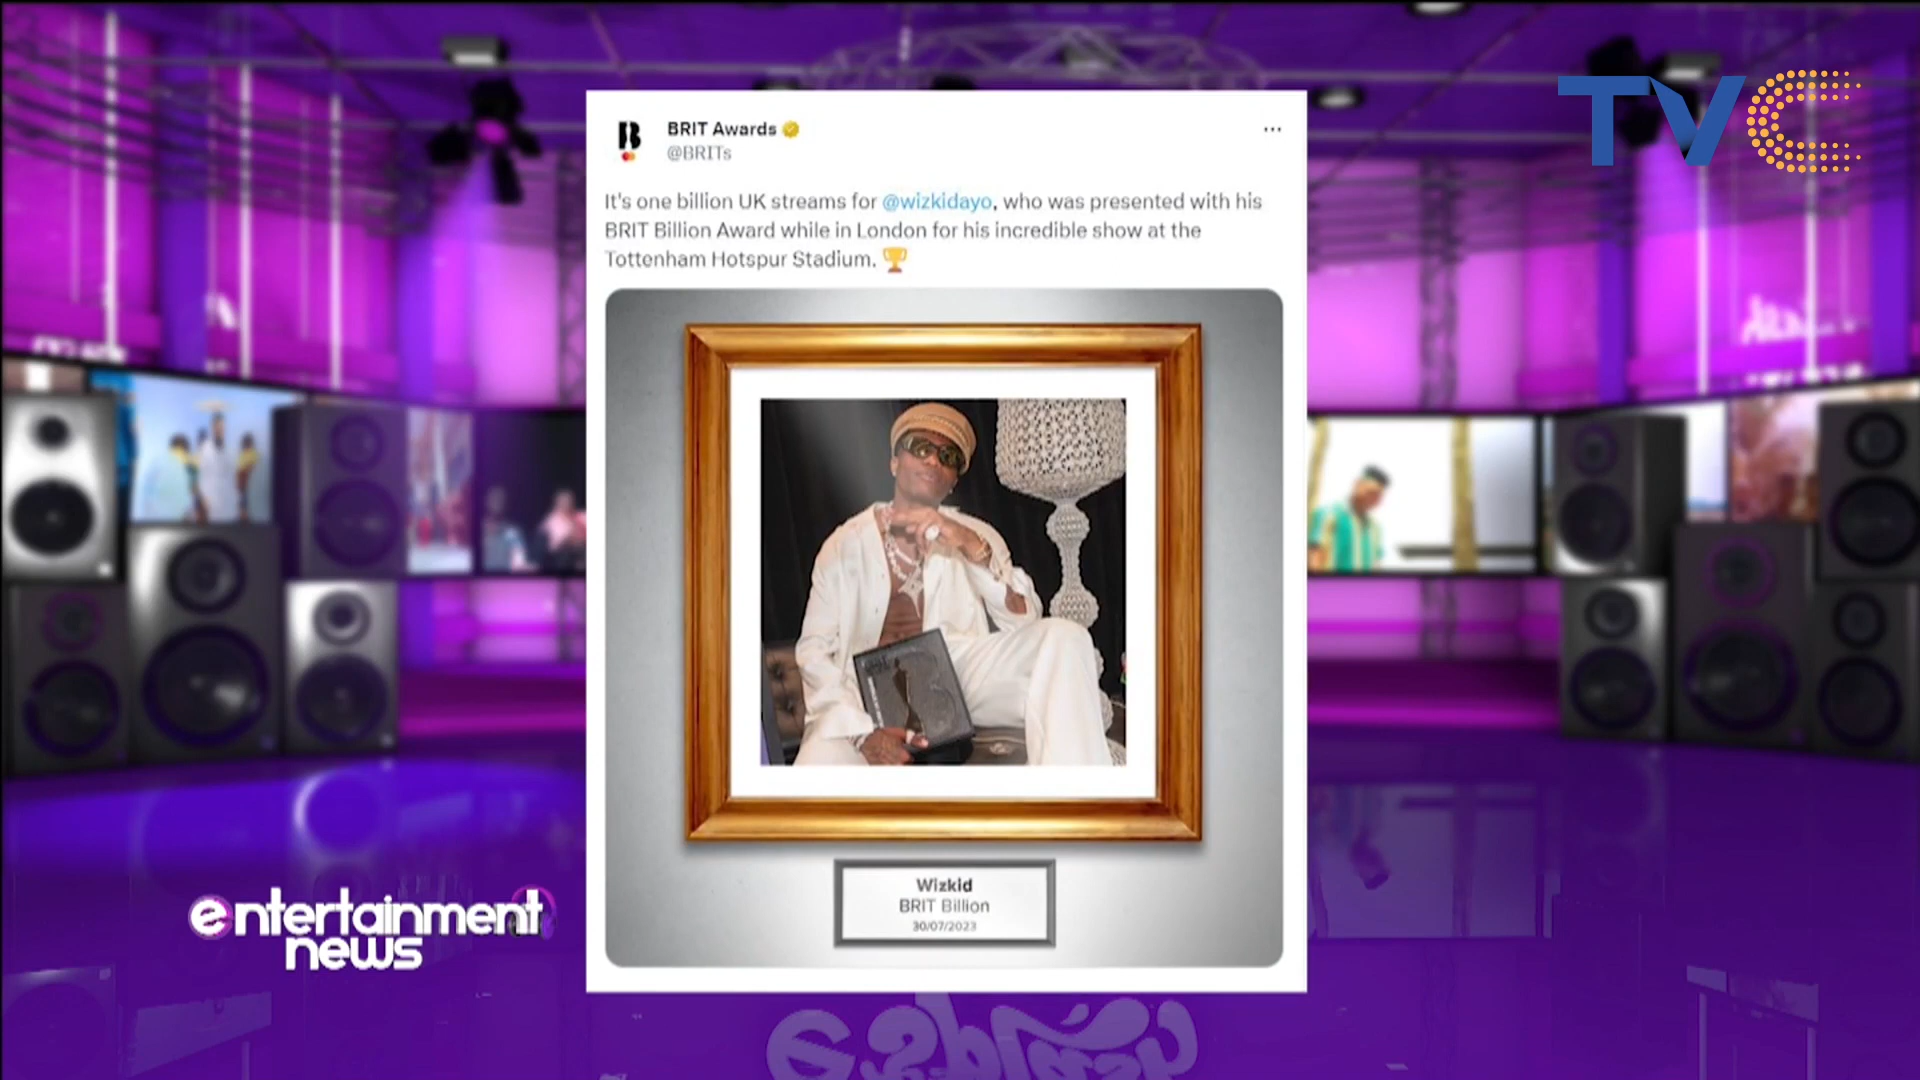 TVC
BRIT Awards
@BRITs
It's one billion UK streams for @wizkidayo, who was presented with his
BRIT Billion Award while in London for his incredible show at the
Tottenham Hotspur Stadium. 🏆
Wizkid
BRIT Billion
30/07/2023
entertainment
news